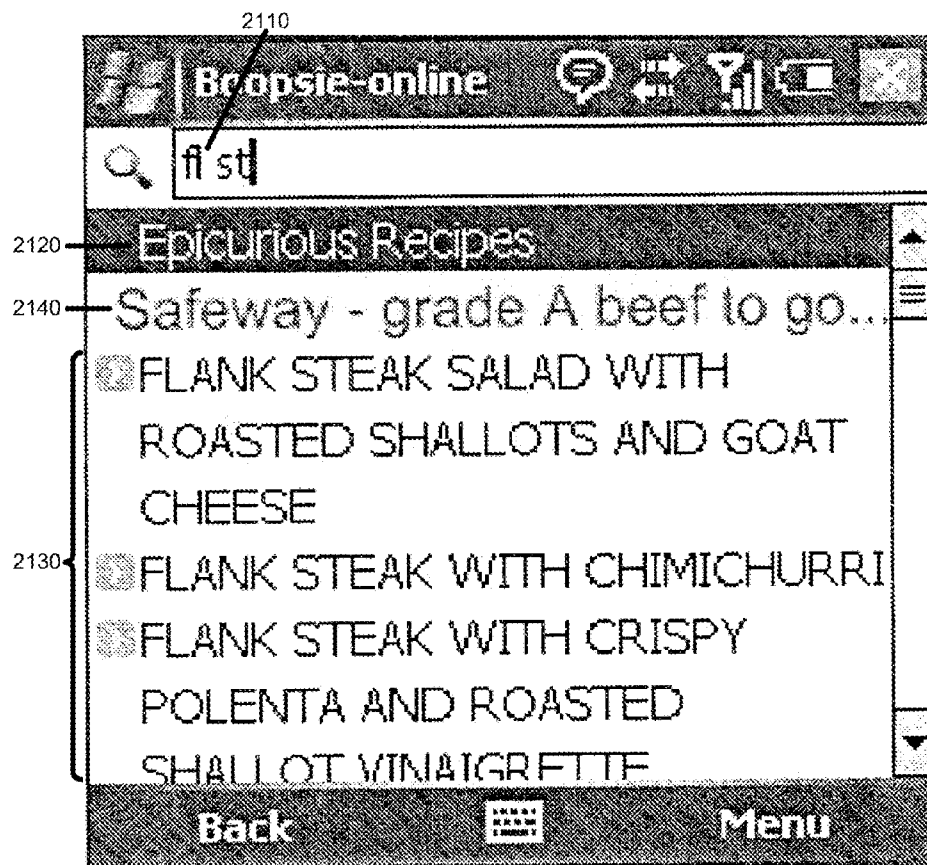 2110
Boopsie-online
fl st
2120
Epicurious Recipes
2140
Safeway - grade A beef to go...
2130
FLANK STEAK SALAD WITH
ROASTED SHALLOTS AND GOAT
CHEESE
FLANK STEAK WITH CHIMICHURRI
FLANK STEAK WITH CRISPY
POLENTA AND ROASTED
SHALLOT VINAIGRETTE
Back
Menu